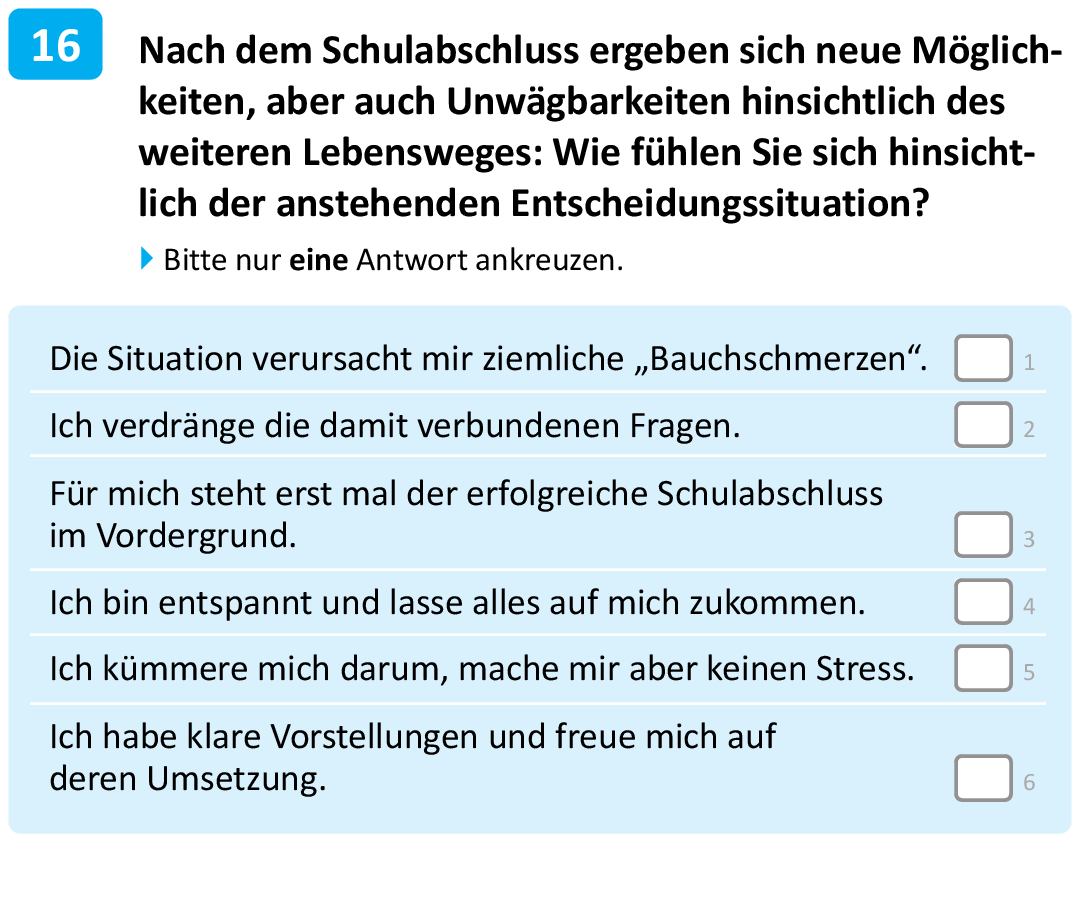 16
Nach dem Schulabschluss ergeben sich neue Möglich-
keiten, aber auch Unwägbarkeiten hinsichtlich des
weiteren Lebensweges: Wie fühlen Sie sich hinsicht-
lich der anstehenden Entscheidungssituation?
Bitte nur eine Antwort ankreuzen.
Die Situation verursacht mir ziemliche „Bauchschmerzen“. 1
Ich verdränge die damit verbundenen Fragen. 2
Für mich steht erst mal der erfolgreiche Schulabschluss
im Vordergrund. 3
Ich bin entspannt und lasse alles auf mich zukommen. 4
Ich kümmere mich darum, mache mir aber keinen Stress. 5
Ich habe klare Vorstellungen und freue mich auf
deren Umsetzung. 6